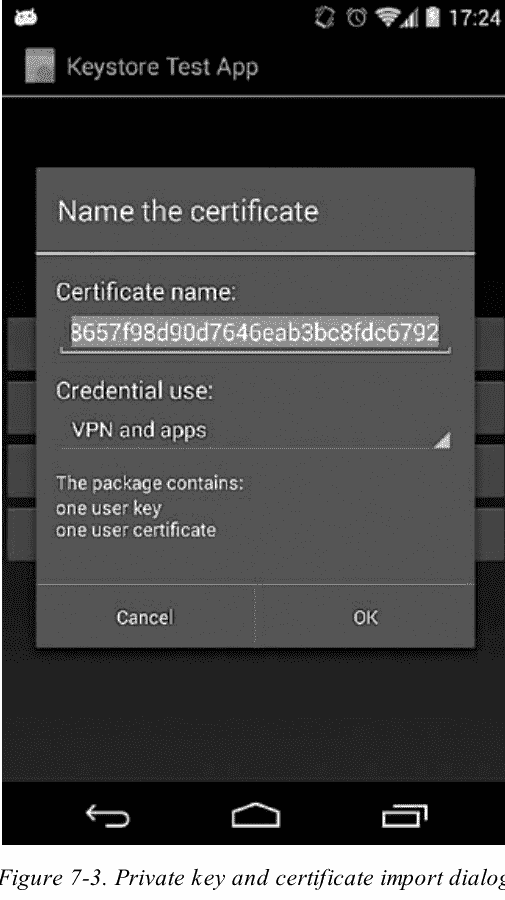 17:24
Keystore Test App
Name the certificate
Certificate name:
8657f98d90d7646eab3bc8fdc6792
Credential use:
VPN and apps
The package contains:
one user key
one user certificate
Cancel OK
Figure 7-3. Private key and certificate import dialog